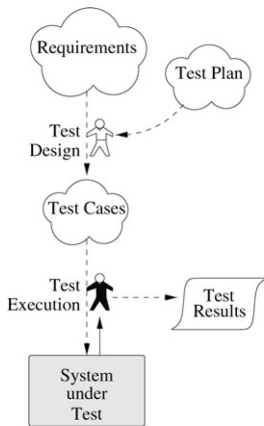 Requirements
Test Plan
Test
Design
Test Cases
Test
Execution
Test
Results
System
under
Test